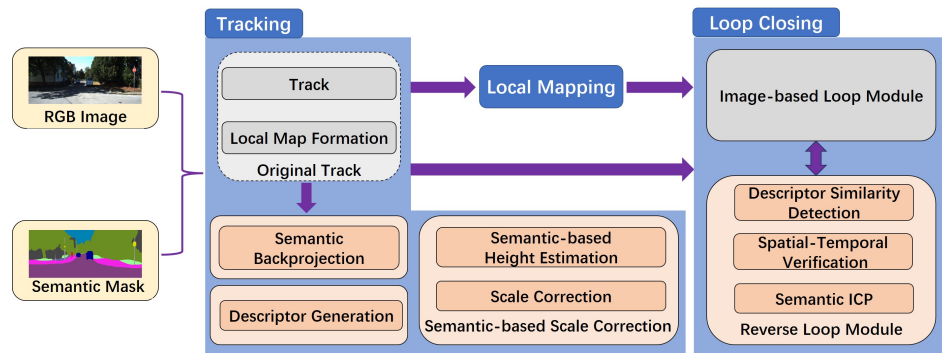 Tracking
Loop Closing
RGB Image
Semantic Mask
Track
Local Map Formation
Original Track
Local Mapping
Image-based Loop Module
Semantic
Backprojection
Descriptor Generation
Semantic-based
Height Estimation
Scale Correction
Semantic-based Scale Correction
Descriptor Similarity
Detection
Spatial-Temporal
Verification
Semantic ICP
Reverse Loop Module